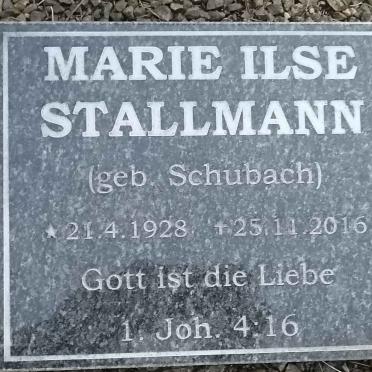 MARIE ILSE
STALLMANN
(geb. Schubach)
★ 21.4.1928 +25.11.2016
Gott ist die Liebe
1. Joh. 4:16